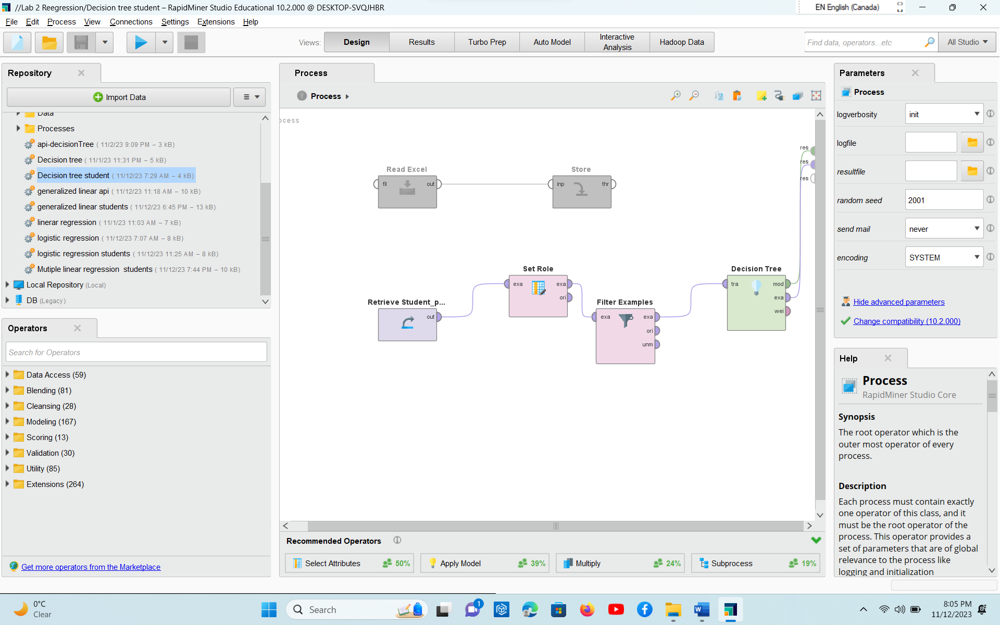 //Lab 2 Reegression/Decision tree student – RapidMiner Studio Educational 10.2.000 @ DESKTOP-SVQJHBR
EN English (Canada)
File Edit Process View Connections Settings Extensions Help
Views: Design Results Turbo Prep Auto Model Interactive Analysis Hadoop Data
Find data, operators...etc
All Studio
Repository
Import Data
Data
Processes
api-decisionTree ( 11/2/23 9:09 PM – 3 kB)
Decision tree ( 11/1/23 11:31 PM – 5 kB)
Decision tree student ( 11/12/23 7:29 AM – 4 kB)
generalized linear api ( 11/12/23 11:18 AM – 10 kB)
generalized linear students ( 11/12/23 6:45 PM – 13 kB)
linerar regression ( 11/1/23 11:03 AM – 7 kB)
logistic regression ( 11/12/23 7:07 AM – 8 kB)
logistic regression students ( 11/12/23 11:25 AM – 8 kB)
Mutiple linear regression students ( 11/12/23 7:44 PM – 10 kB)
Local Repository (Local)
DB (Legacy)
Operators
Search for Operators
Data Access (59)
Blending (81)
Cleansing (28)
Modeling (167)
Scoring (13)
Validation (30)
Utility (85)
Extensions (264)
Get more operators from the Marketplace
Process
Process
ocess
res
res
res
Read Excel
fil out
Store
inp thr
Retrieve Student_p...
out
Set Role
exa exa
ori
Filter Examples
exa exa
ori
unm
Decision Tree
tra mod
exa
wei
Recommended Operators
Select Attributes 50%
Apply Model 39%
Multiply 24%
Subprocess 19%
Parameters
Process
logverbosity init
logfile
resultfile
random seed 2001
send mail never
encoding SYSTEM
Hide advanced parameters
Change compatibility (10.2.000)
Help
Process
RapidMiner Studio Core
Synopsis
The root operator which is the
outer most operator of every
process.
Description
Each process must contain exactly
one operator of this class, and it
must be the root operator of the
process. This operator provides a
set of parameters that are of global
relevance to the process like
logging and initialization
0°C
Clear
Search
1
8:05 PM
11/12/2023